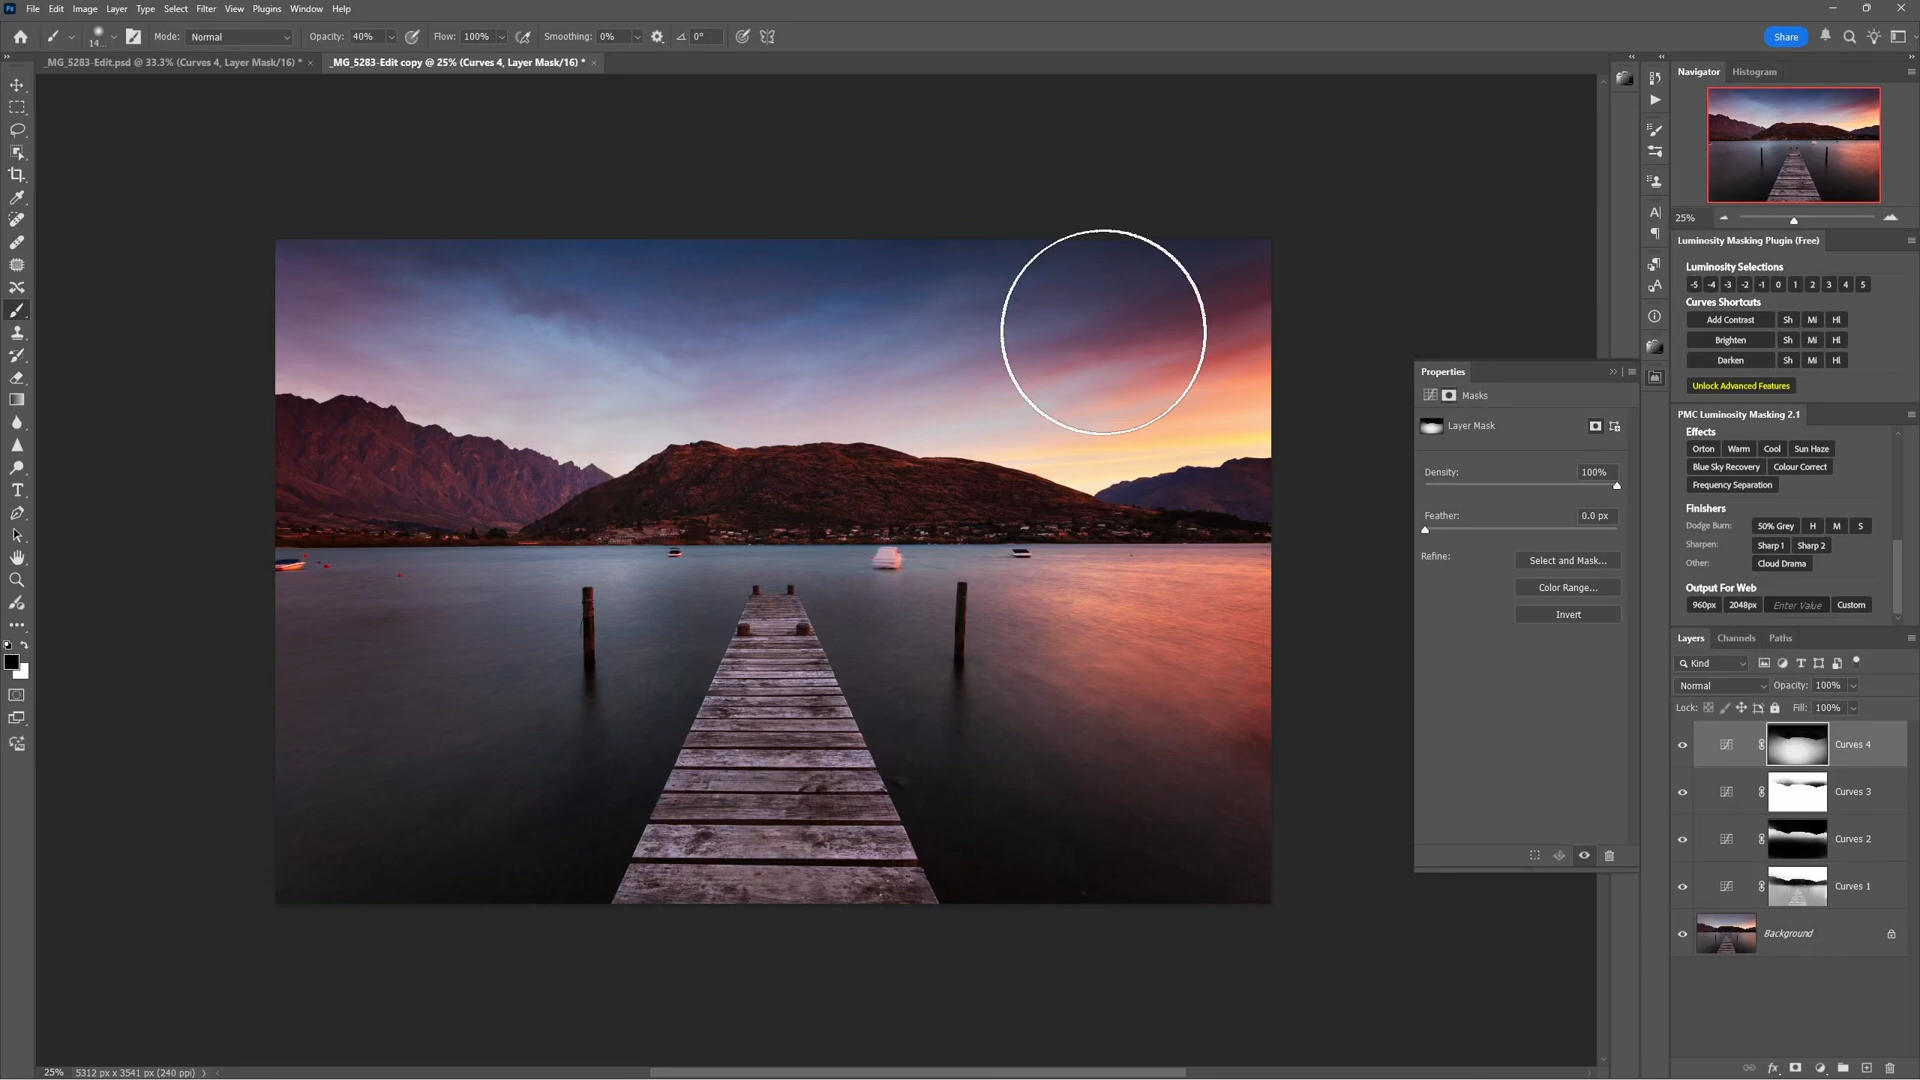 Ps File Edit Image Layer Type Select Filter View Plugins Window Help
14... Mode: Normal Opacity: 40% Flow: 100% Smoothing: 0% 0° Share
_MG_5283-Edit.psd @ 33.3% (Curves 4, Layer Mask/16) * × _MG_5283-Edit copy @ 25% (Curves 4, Layer Mask/16) * ×
Navigator Histogram
25%
Luminosity Masking Plugin (Free)
Luminosity Selections
-5 -4 -3 -2 -1 0 1 2 3 4 5
Curves Shortcuts
Add Contrast Sh Mi Hl
Brighten Sh Mi Hl
Darken Sh Mi Hl
Unlock Advanced Features
PMC Luminosity Masking 2.1
Effects
Orton Warm Cool Sun Haze
Blue Sky Recovery Colour Correct
Frequency Separation
Finishers
Dodge Burn: 50% Grey H M S
Sharpen: Sharp 1 Sharp 2
Other: Cloud Drama
Output For Web
960px 2048px Enter Value Custom
Properties
Masks
Layer Mask
Density: 100%
Feather: 0.0 px
Refine: Select and Mask...
Color Range...
Invert
Layers Channels Paths
Kind
Normal Opacity: 100%
Lock: Fill: 100%
Curves 4
Curves 3
Curves 2
Curves 1
Background
25% 5312 px x 3541 px (240 ppi)